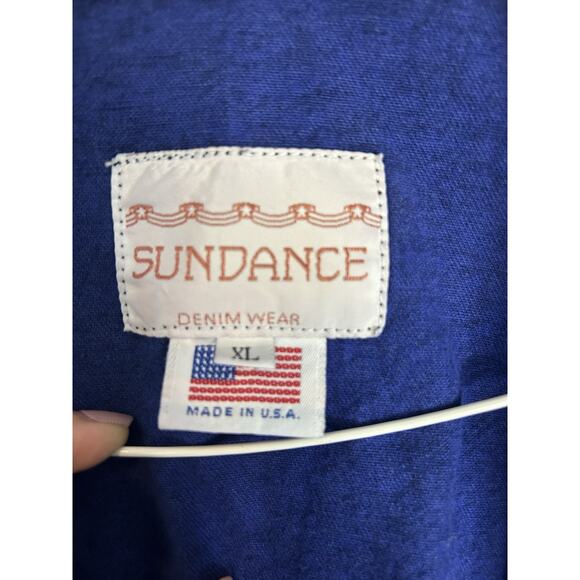 SUNDANCE
DENIM WEAR
XL
MADE IN U.S.A.